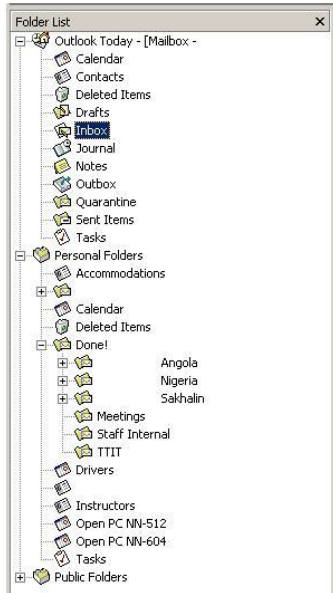 Folder List
Outlook Today - [Mailbox -
Calendar
Contacts
Deleted Items
Drafts
Inbox
Journal
Notes
Outbox
Quarantine
Sent Items
Tasks
Personal Folders
Accommodations
Calendar
Deleted Items
Done!
Angola
Nigeria
Sakhalin
Meetings
Staff Internal
TTIT
Drivers
Instructors
Open PC NN-512
Open PC NN-604
Tasks
Public Folders